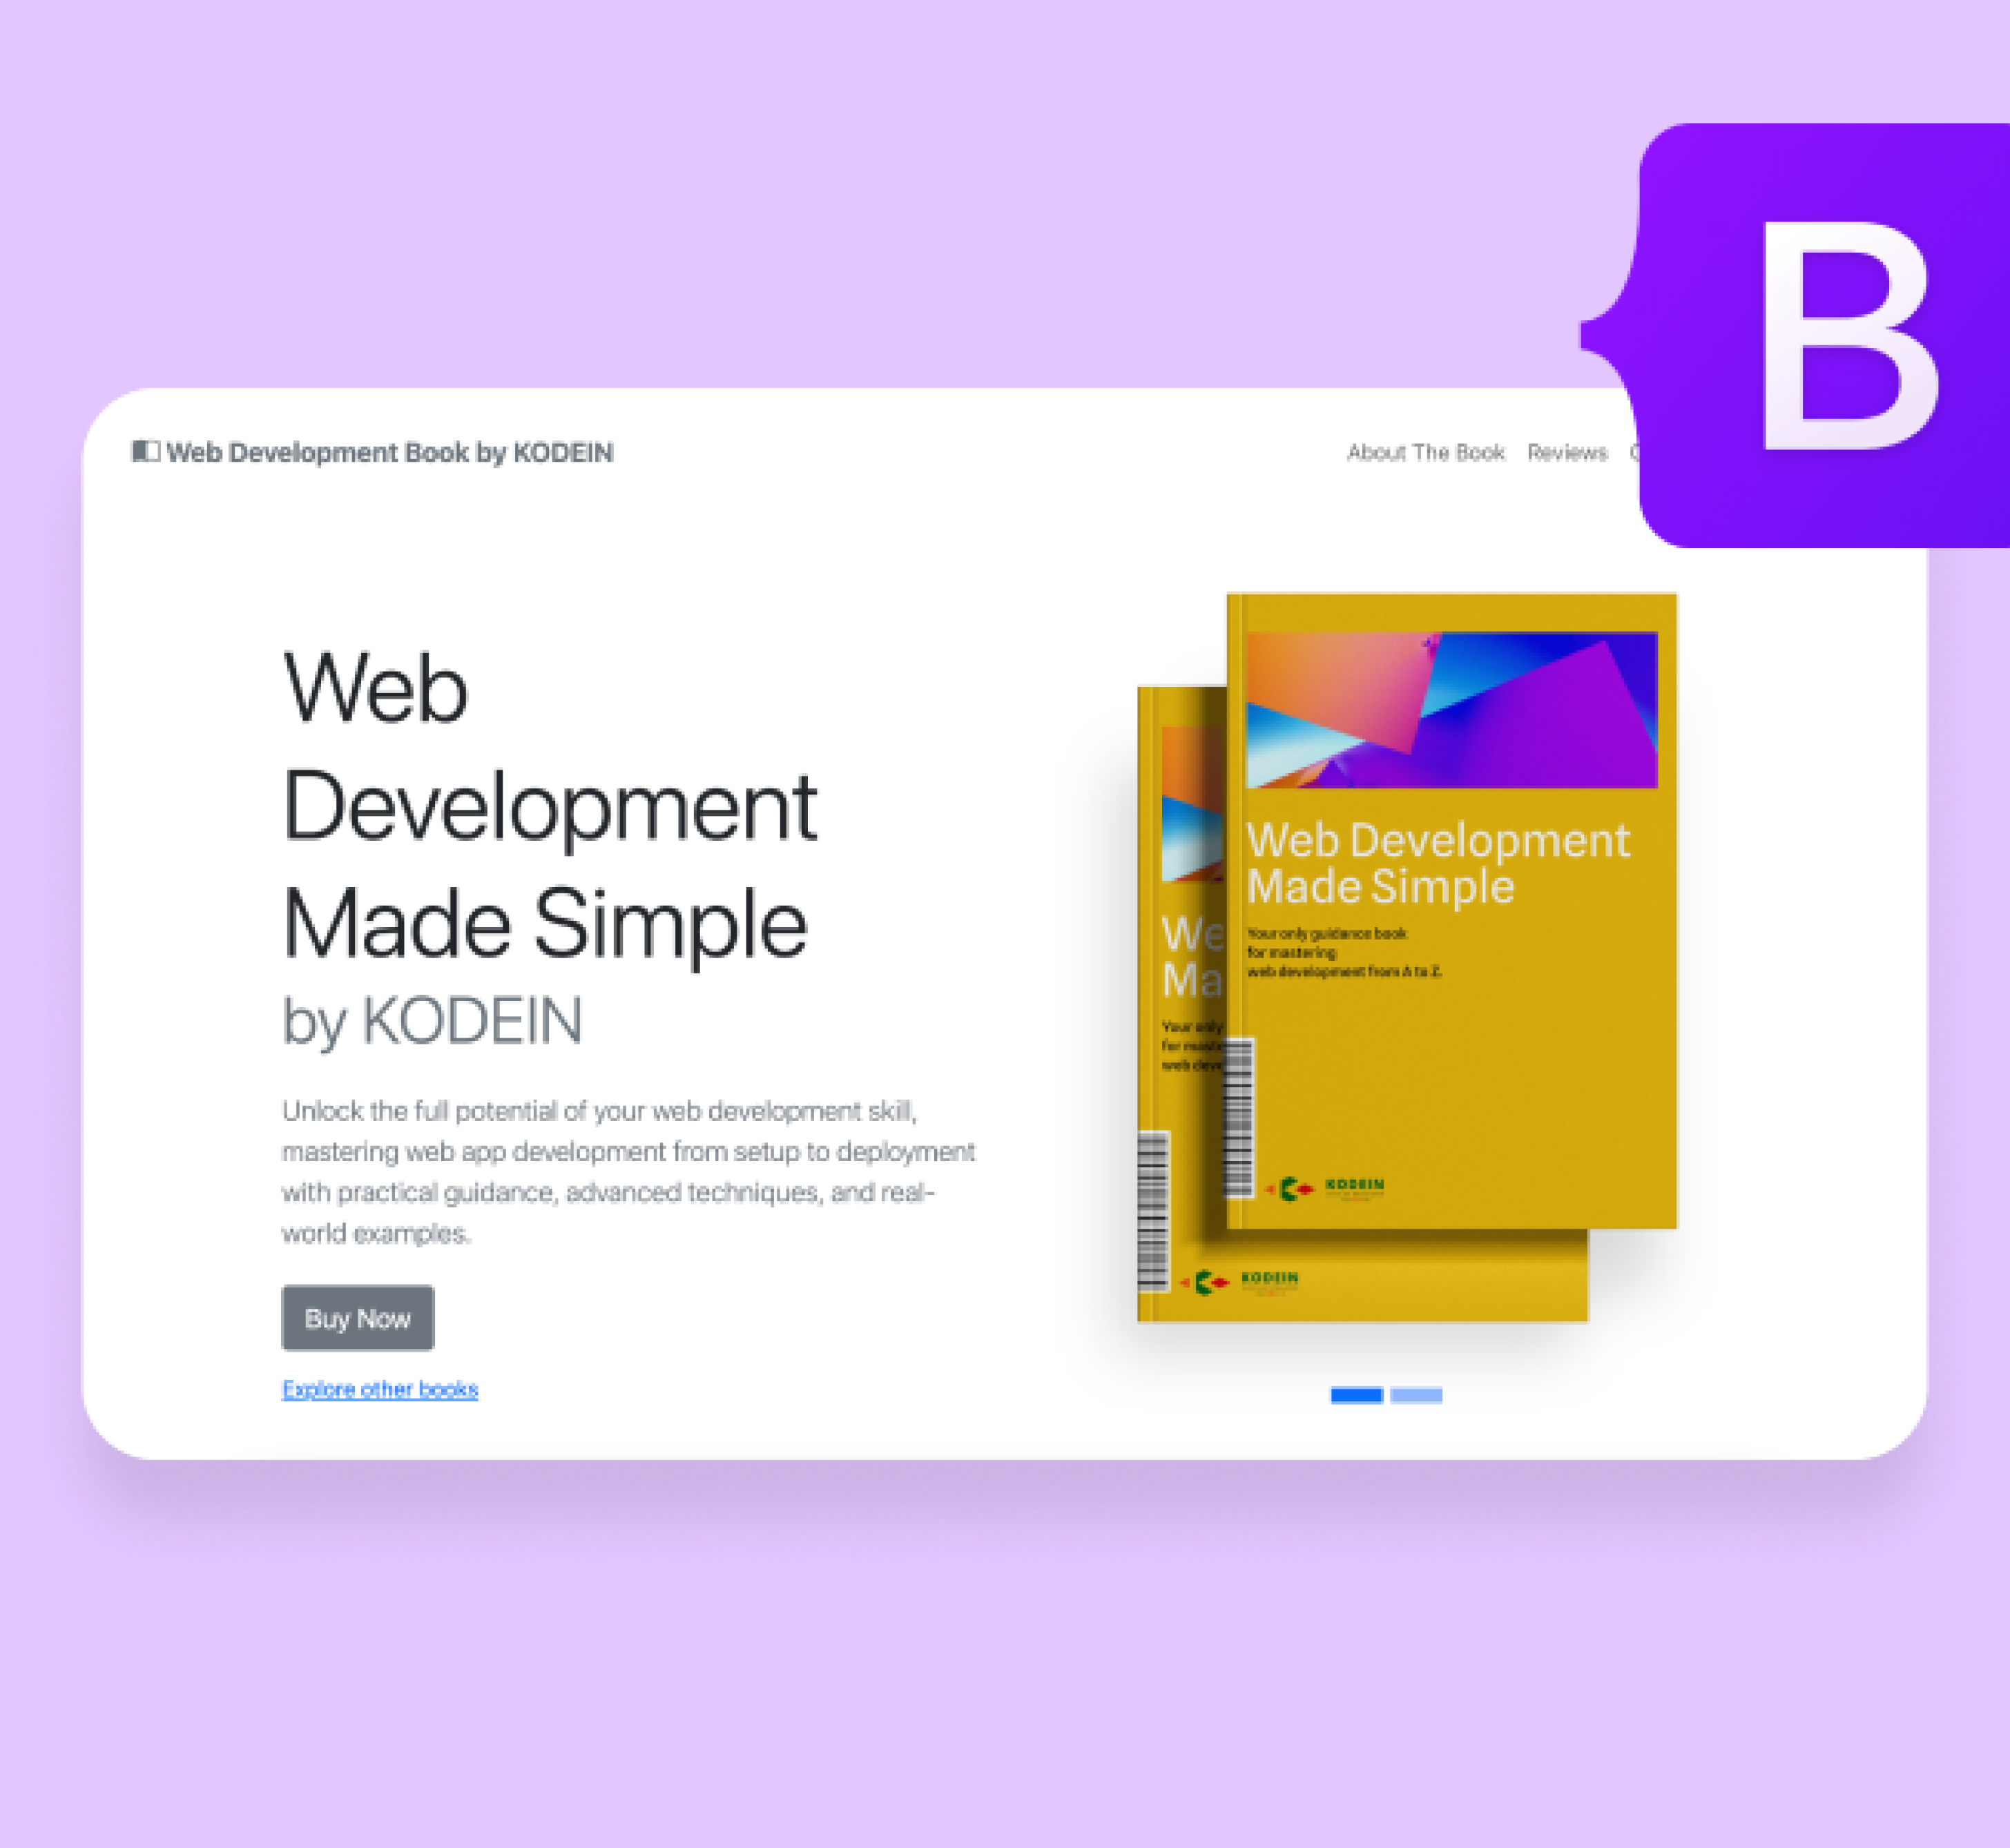 B
Web Development Book by KODEIN
About The Book Reviews
Web
Development
Made Simple
by KODEIN
Unlock the full potential of your web development skill,
mastering web app development from setup to deployment
with practical guidance, advanced techniques, and real-
world examples.
Buy Now
Explore other books
Web Development
Made Simple
Your only guidance book
for mastering
web development from A to Z.
KODEIN
We
Ma
Your only
for
web
KODEIN